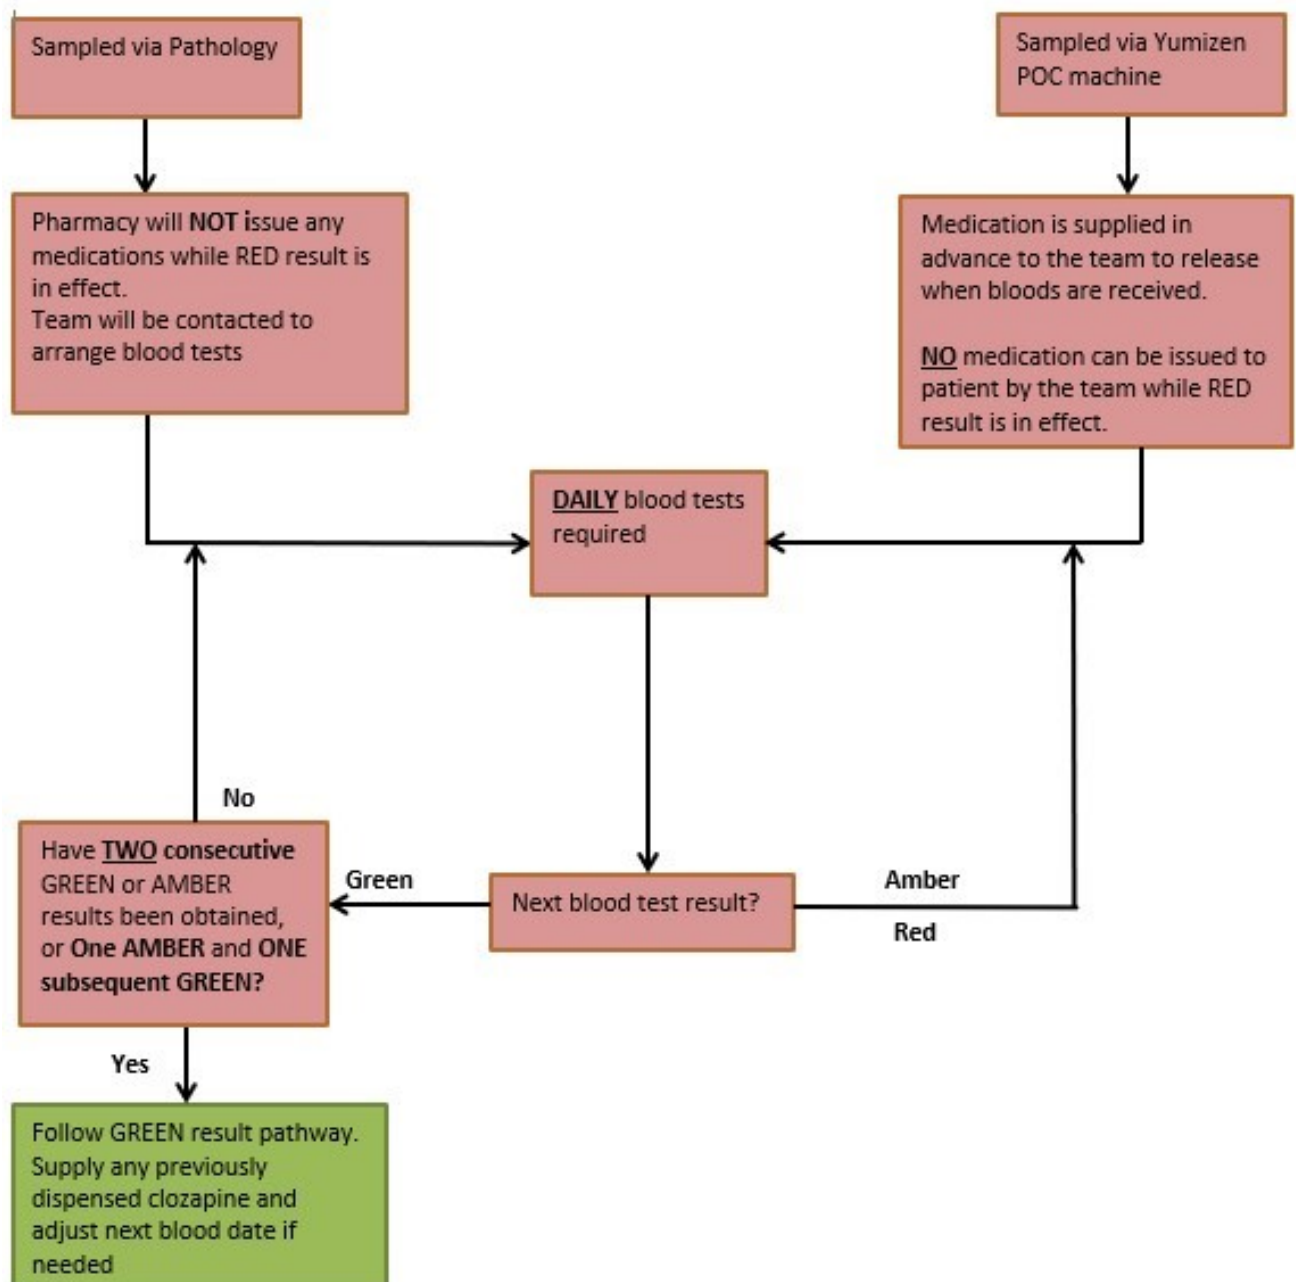 Sampled via Pathology
Sampled via Yumizen
POC machine
Pharmacy will NOT issue any
medications while RED result is
in effect.
Team will be contacted to
arrange blood tests
Medication is supplied in
advance to the team to release
when bloods are received.
NO medication can be issued to
patient by the team while RED
result is in effect.
DAILY blood tests
required
No
Have TWO consecutive
GREEN or AMBER
results been obtained,
or One AMBER and ONE
subsequent GREEN?
Green
Next blood test result?
Amber
Red
Yes
Follow GREEN result pathway.
Supply any previously
dispensed clozapine and
adjust next blood date if
needed